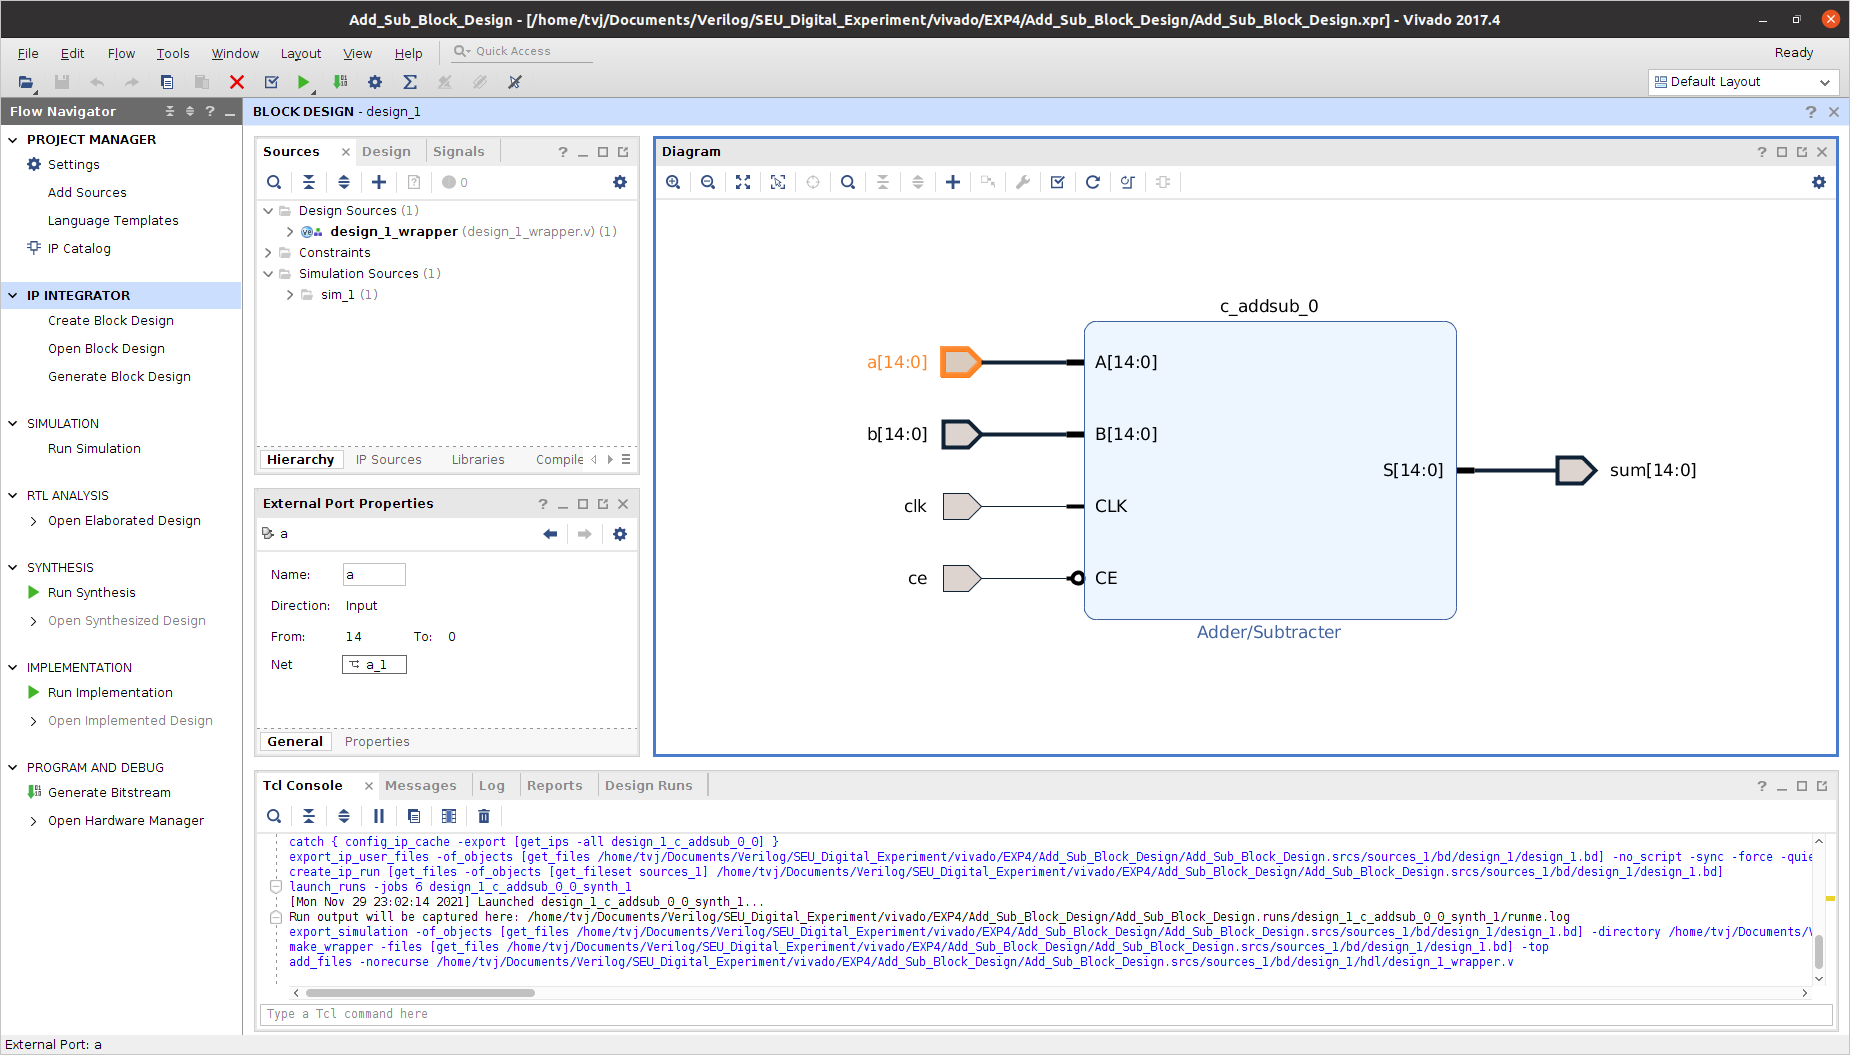 Add_Sub_Block_Design - [/home/tvj/Documents/Verilog/SEU_Digital_Experiment/vivado/EXP4/Add_Sub_Block_Design/Add_Sub_Block_Design.xpr] - Vivado 2017.4
File Edit Flow Tools Window Layout View Help Quick Access Ready
Default Layout
Flow Navigator
PROJECT MANAGER
Settings
Add Sources
Language Templates
IP Catalog
IP INTEGRATOR
Create Block Design
Open Block Design
Generate Block Design
SIMULATION
Run Simulation
RTL ANALYSIS
Open Elaborated Design
SYNTHESIS
Run Synthesis
Open Synthesized Design
IMPLEMENTATION
Run Implementation
Open Implemented Design
PROGRAM AND DEBUG
Generate Bitstream
Open Hardware Manager
BLOCK DESIGN - design_1
Sources Design Signals
0
Design Sources (1)
design_1_wrapper (design_1_wrapper.v) (1)
Constraints
Simulation Sources (1)
sim_1 (1)
Hierarchy IP Sources Libraries Compile
External Port Properties
a
Name: a
Direction: Input
From: 14 To: 0
Net a_1
General Properties
Diagram
c_addsub_0
a[14:0] A[14:0]
b[14:0] B[14:0]
S[14:0] sum[14:0]
clk CLK
ce CE
Adder/Subtracter
Tcl Console Messages Log Reports Design Runs
catch { config_ip_cache -export [get_ips -all design_1_c_addsub_0_0] }
export_ip_user_files -of_objects [get_files /home/tvj/Documents/Verilog/SEU_Digital_Experiment/vivado/EXP4/Add_Sub_Block_Design/Add_Sub_Block_Design.srcs/sources_1/bd/design_1/design_1.bd] -no_script -sync -force -quie
create_ip_run [get_files -of_objects [get_fileset sources_1] /home/tvj/Documents/Verilog/SEU_Digital_Experiment/vivado/EXP4/Add_Sub_Block_Design/Add_Sub_Block_Design.srcs/sources_1/bd/design_1/design_1.bd]
launch_runs -jobs 6 design_1_c_addsub_0_0_synth_1
[Mon Nov 29 23:02:14 2021] Launched design_1_c_addsub_0_0_synth_1...
Run output will be captured here: /home/tvj/Documents/Verilog/SEU_Digital_Experiment/vivado/EXP4/Add_Sub_Block_Design/Add_Sub_Block_Design.runs/design_1_c_addsub_0_0_synth_1/runme.log
export_simulation -of_objects [get_files /home/tvj/Documents/Verilog/SEU_Digital_Experiment/vivado/EXP4/Add_Sub_Block_Design/Add_Sub_Block_Design.srcs/sources_1/bd/design_1/design_1.bd] -directory /home/tvj/Documents/V
make_wrapper -files [get_files /home/tvj/Documents/Verilog/SEU_Digital_Experiment/vivado/EXP4/Add_Sub_Block_Design/Add_Sub_Block_Design.srcs/sources_1/bd/design_1/design_1.bd] -top
add_files -norecurse /home/tvj/Documents/Verilog/SEU_Digital_Experiment/vivado/EXP4/Add_Sub_Block_Design/Add_Sub_Block_Design.srcs/sources_1/bd/design_1/hdl/design_1_wrapper.v
Type a Tcl command here
External Port: a